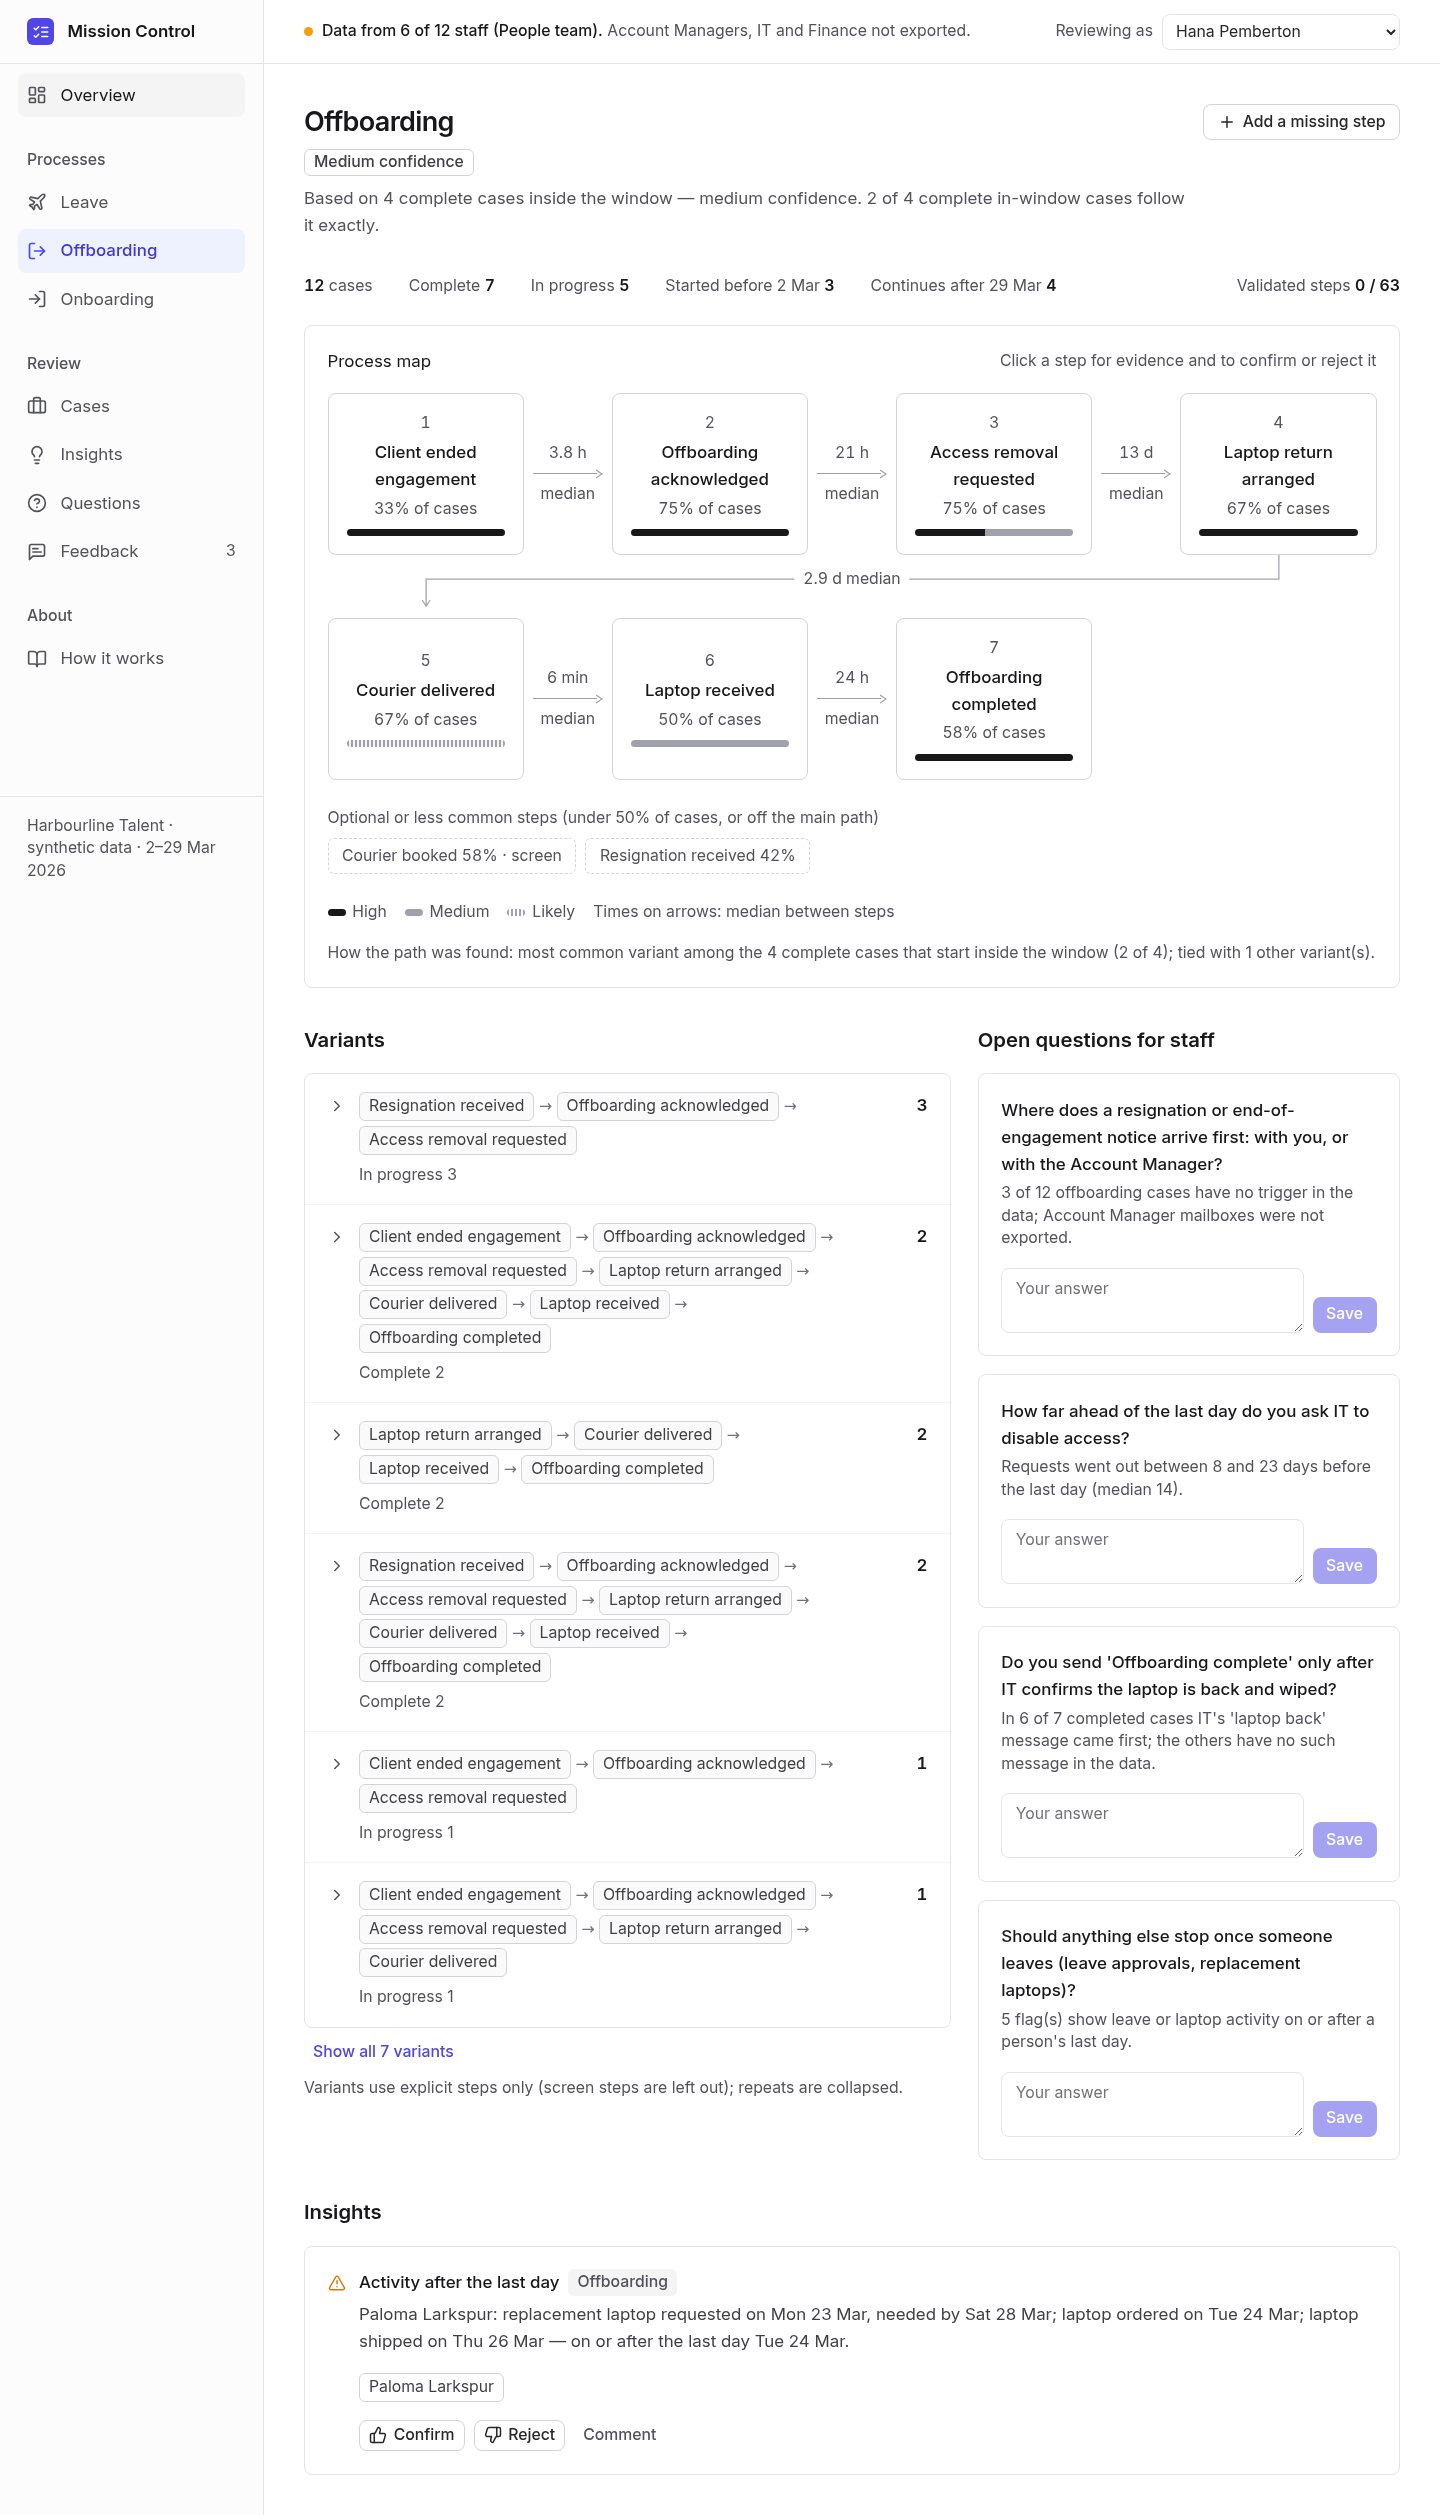 Mission Control
Data from 6 of 12 staff (People team). Account Managers, IT and Finance not exported.
Reviewing as
Hana Pemberton
Overview
Processes
Leave
Offboarding
Onboarding
Review
Cases
Insights
Questions
Feedback 3
About
How it works
Harbourline Talent ·
synthetic data · 2–29 Mar
2026
Offboarding
Add a missing step
Medium confidence
Based on 4 complete cases inside the window — medium confidence. 2 of 4 complete in-window cases follow
it exactly.
12 cases Complete 7 In progress 5 Started before 2 Mar 3 Continues after 29 Mar 4 Validated steps 0 / 63
Process map
Click a step for evidence and to confirm or reject it
1
Client ended
engagement
33% of cases
3.8 h
median
2
Offboarding
acknowledged
75% of cases
21 h
median
3
Access removal
requested
75% of cases
13 d
median
4
Laptop return
arranged
67% of cases
2.9 d median
5
Courier delivered
67% of cases
6 min
median
6
Laptop received
50% of cases
24 h
median
7
Offboarding
completed
58% of cases
Optional or less common steps (under 50% of cases, or off the main path)
Courier booked 58% · screen
Resignation received 42%
High Medium Likely Times on arrows: median between steps
How the path was found: most common variant among the 4 complete cases that start inside the window (2 of 4); tied with 1 other variant(s).
Variants
Resignation received → Offboarding acknowledged → 3
Access removal requested
In progress 3
Client ended engagement → Offboarding acknowledged → 2
Access removal requested → Laptop return arranged →
Courier delivered → Laptop received →
Offboarding completed
Complete 2
Laptop return arranged → Courier delivered → 2
Laptop received → Offboarding completed
Complete 2
Resignation received → Offboarding acknowledged → 2
Access removal requested → Laptop return arranged →
Courier delivered → Laptop received →
Offboarding completed
Complete 2
Client ended engagement → Offboarding acknowledged → 1
Access removal requested
In progress 1
Client ended engagement → Offboarding acknowledged → 1
Access removal requested → Laptop return arranged →
Courier delivered
In progress 1
Show all 7 variants
Variants use explicit steps only (screen steps are left out); repeats are collapsed.
Open questions for staff
Where does a resignation or end-of-
engagement notice arrive first: with you, or
with the Account Manager?
3 of 12 offboarding cases have no trigger in the
data; Account Manager mailboxes were not
exported.
Your answer
Save
How far ahead of the last day do you ask IT to
disable access?
Requests went out between 8 and 23 days before
the last day (median 14).
Your answer
Save
Do you send 'Offboarding complete' only after
IT confirms the laptop is back and wiped?
In 6 of 7 completed cases IT's 'laptop back'
message came first; the others have no such
message in the data.
Your answer
Save
Should anything else stop once someone
leaves (leave approvals, replacement
laptops)?
5 flag(s) show leave or laptop activity on or after a
person's last day.
Your answer
Save
Insights
Activity after the last day Offboarding
Paloma Larkspur: replacement laptop requested on Mon 23 Mar, needed by Sat 28 Mar; laptop ordered on Tue 24 Mar; laptop
shipped on Thu 26 Mar — on or after the last day Tue 24 Mar.
Paloma Larkspur
Confirm Reject Comment